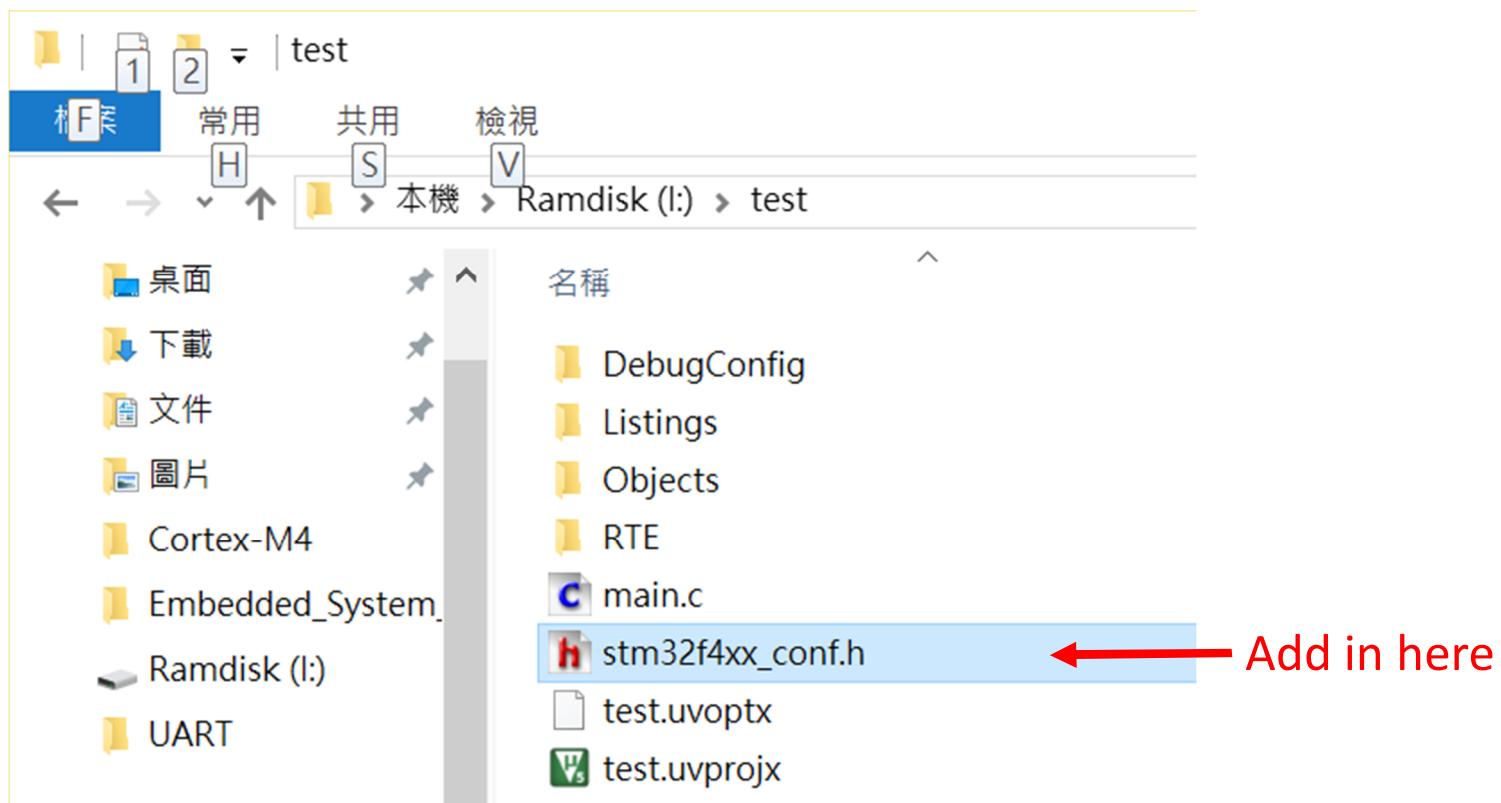 test
1
2
F
常用
共用
檢視
H
S
V
本機 > Ramdisk (I:) > test
桌面
下載
文件
圖片
Cortex-M4
Embedded_System_
Ramdisk (I:)
UART
名稱
DebugConfig
Listings
Objects
RTE
main.c
stm32f4xx_conf.h
Add in here
test.uvoptx
test.uvprojx